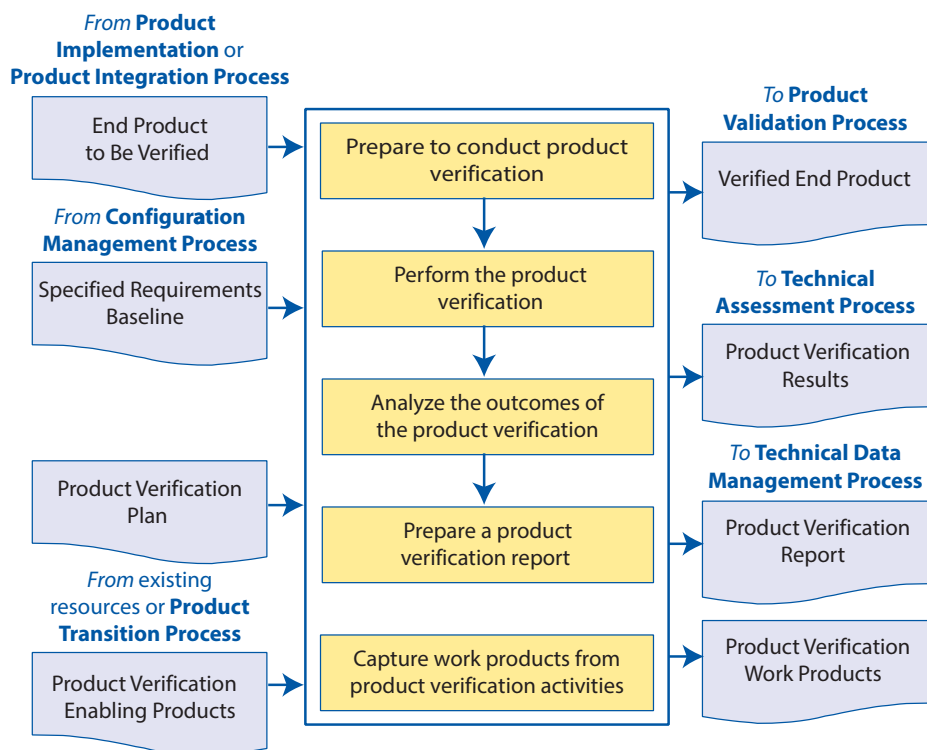 From Product
Implementation or
Product Integration Process
End Product
to Be Verified
From Configuration
Management Process
Specified Requirements
Baseline
Product Verification
Plan
From existing
resources or Product
Transition Process
Product Verification
Enabling Products
Prepare to conduct product
verification
Perform the product
verification
Analyze the outcomes of
the product verification
Prepare a product
verification report
Capture work products from
product verification activities
To Product
Validation Process
Verified End Product
To Technical
Assessment Process
Product Verification
Results
To Technical Data
Management Process
Product Verification
Report
Product Verification
Work Products